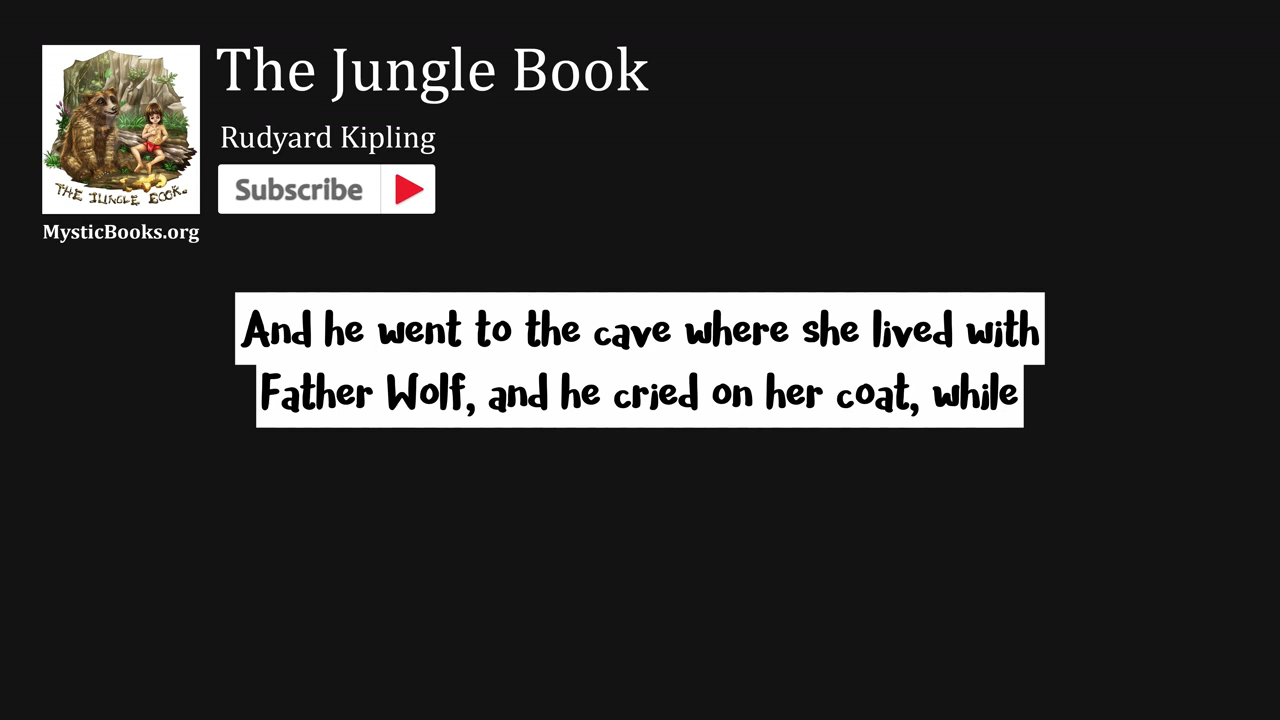 The Jungle Book
Rudyard Kipling
Subscribe
THE JUNGLE BOOK.
MysticBooks.org
And he went to the cave where she lived with
Father Wolf, and he cried on her coat, while